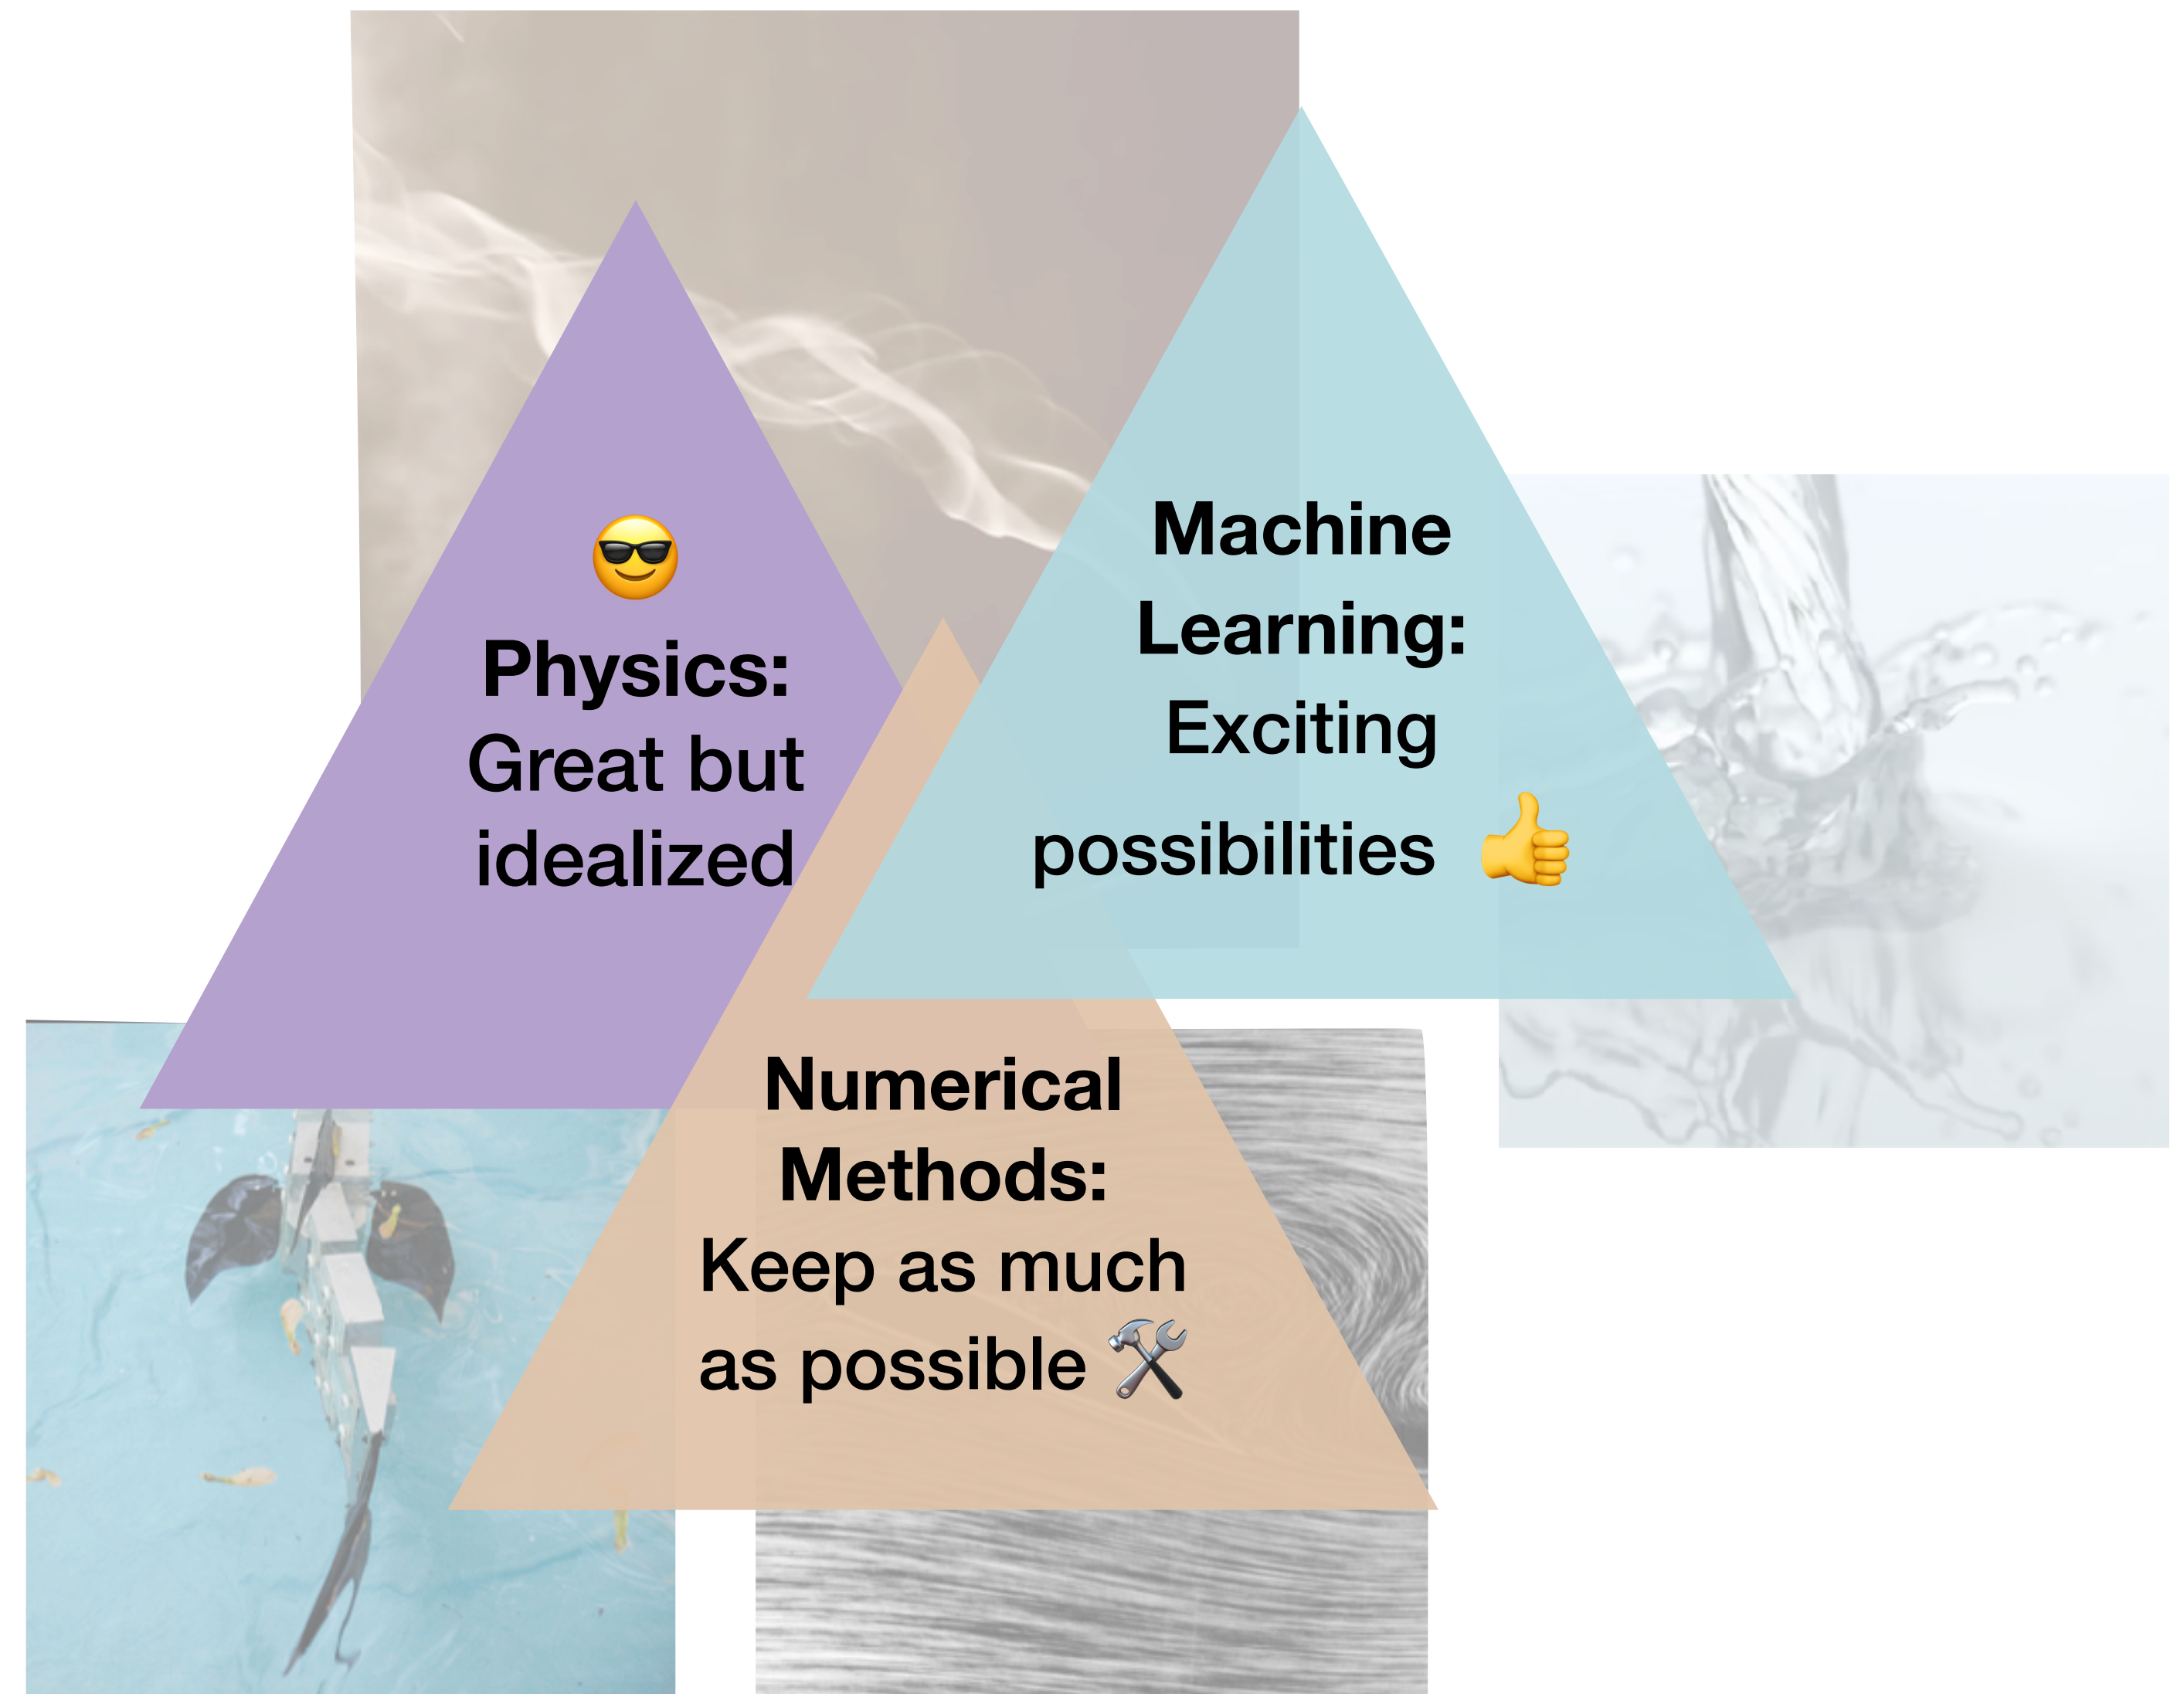 Physics:
Great but
idealized
Machine
Learning:
Exciting
possibilities 👍
Numerical
Methods:
Keep as much
as possible 🛠